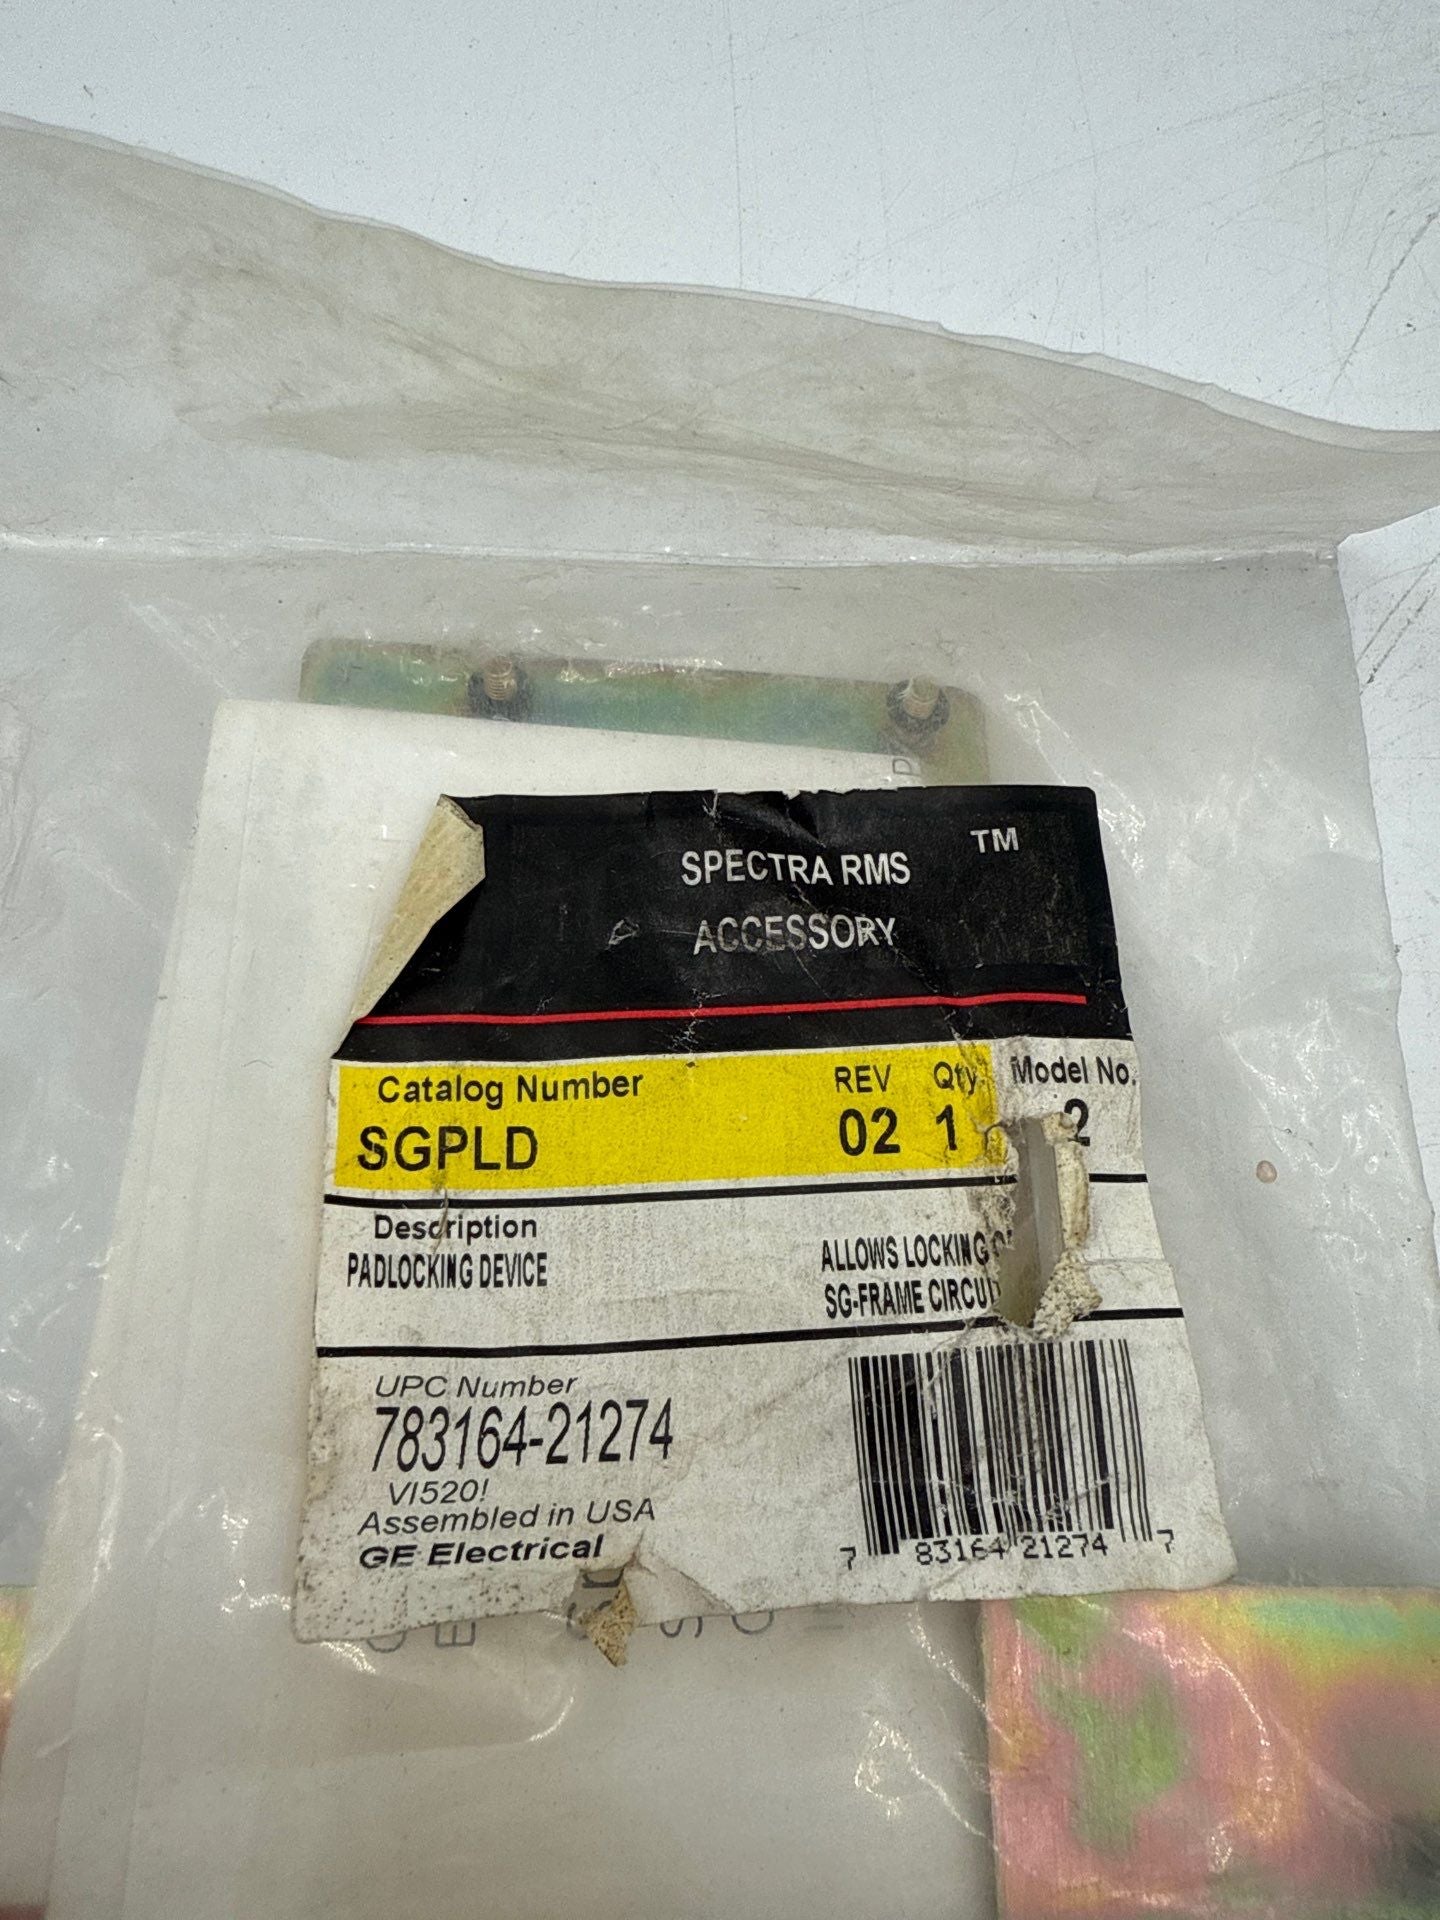 SPECTRA RMS TM
ACCESSORY
Catalog Number REV Qty Model No.
SGPLD 02 1 2
Description
PADLOCKING DEVICE ALLOWS LOCKING
SG-FRAME
UPC Number
783164-21274
VI520!
Assembled in USA
GE Electrical
7 83164 21274 7